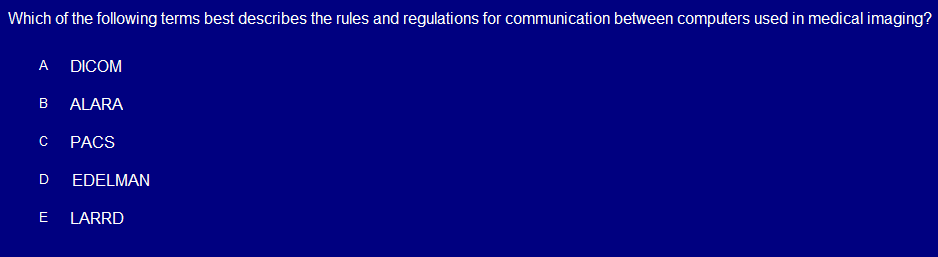 Which of the following terms best describes the rules and regulations for communication between computers used in medical imaging?
A DICOM
B ALARA
C PACS
D EDELMAN
E LARRD